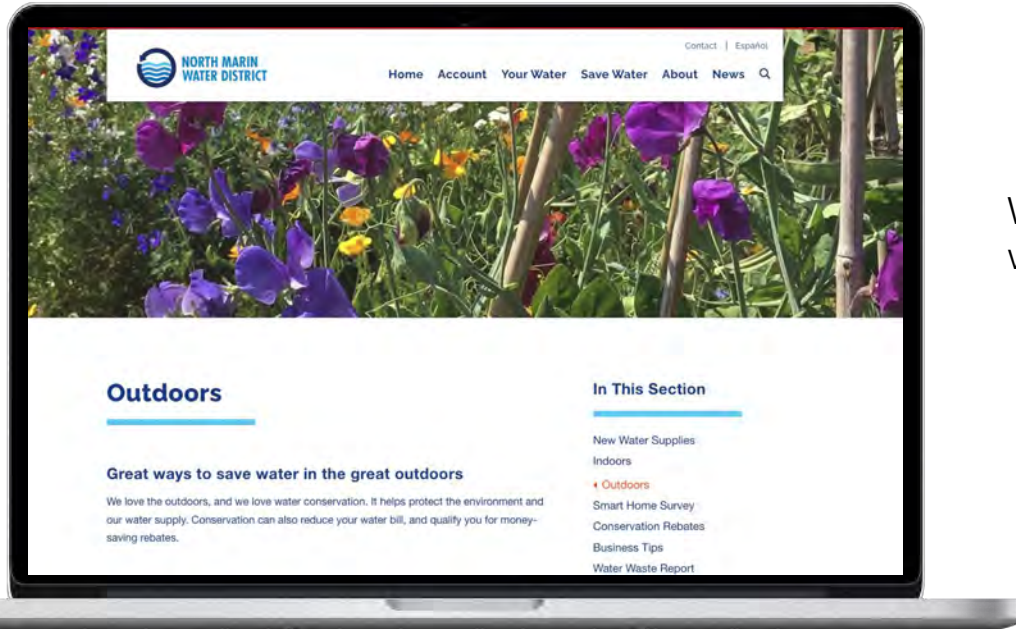 Contact | Español
NORTH MARIN
WATER DISTRICT
Home Account Your Water Save Water About News
Outdoors
Great ways to save water in the great outdoors
We love the outdoors, and we love water conservation. It helps protect the environment and
our water supply. Conservation can also reduce your water bill, and qualify you for money-
saving rebates.
In This Section
New Water Supplies
Indoors
Outdoors
Smart Home Survey
Conservation Rebates
Business Tips
Water Waste Report